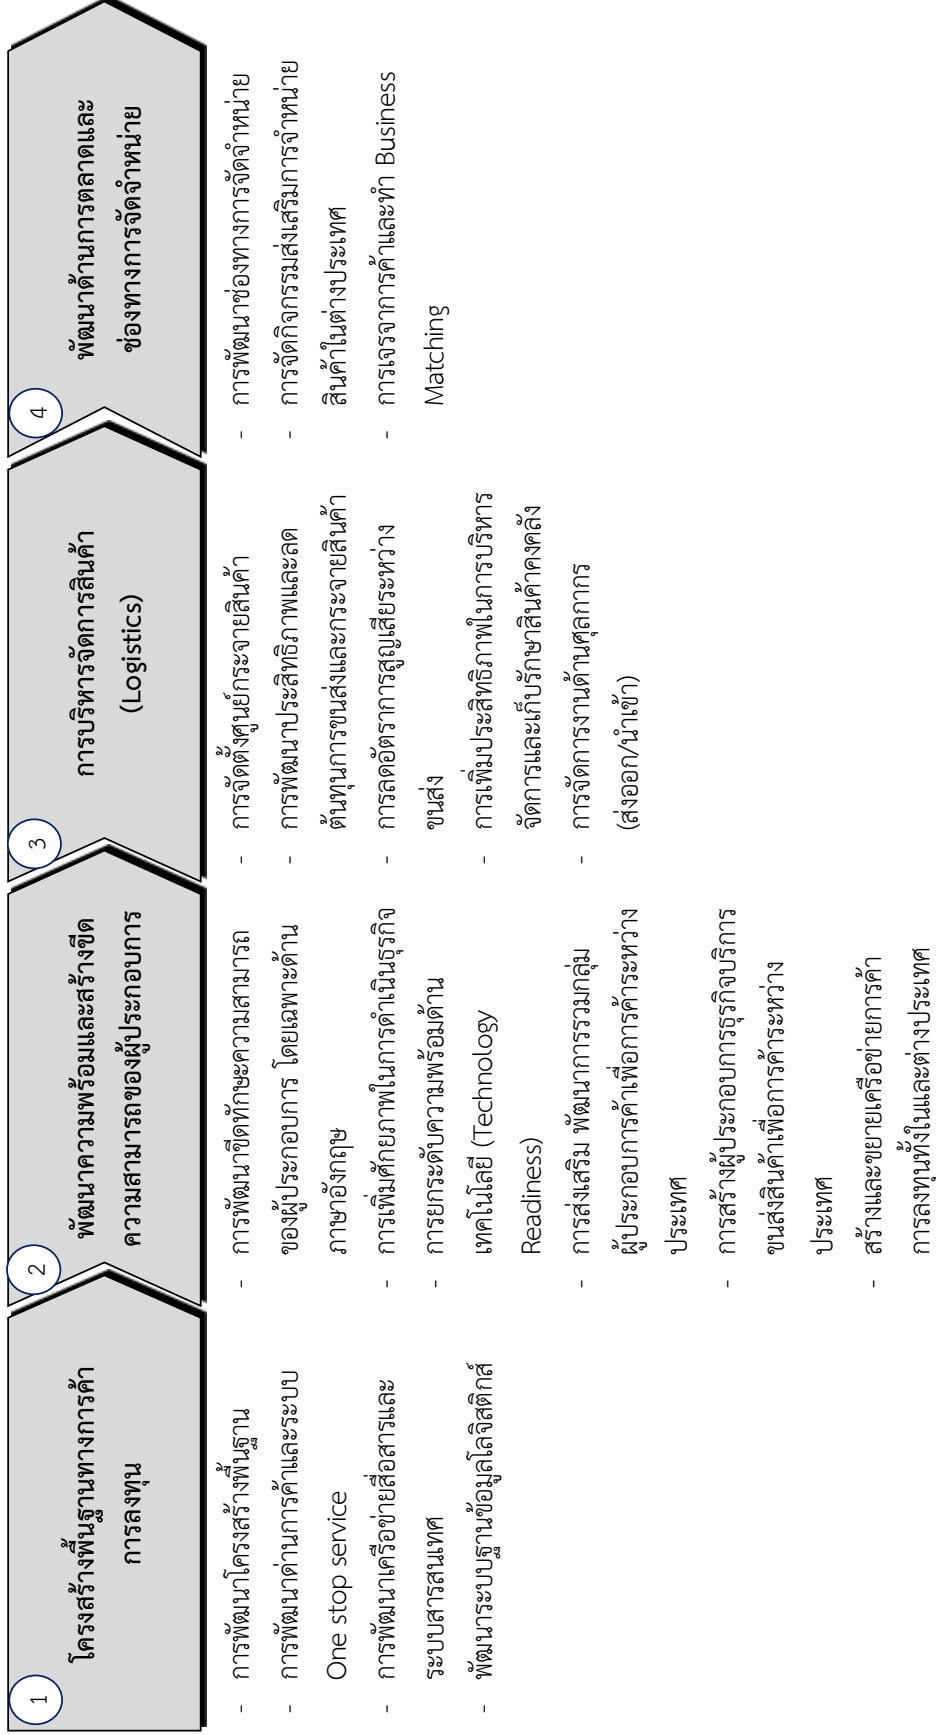 1
โครงสร้างพื้นฐานทางการค้า
การลงทุน
- การพัฒนาโครงสร้างพื้นฐาน
- การพัฒนาด่านการค้าและระบบ
One stop service
- การพัฒนาเครือข่ายสื่อสารและ
ระบบสารสนเทศ
- พัฒนาระบบฐานข้อมูลโลจิสติกส์
2
พัฒนาความพร้อมและสร้างขีด
ความสามารถของผู้ประกอบการ
- การพัฒนาขีดทักษะความสามารถ
ของผู้ประกอบการ โดยเฉพาะด้าน
ภาษาอังกฤษ
- การเพิ่มศักยภาพในการดำเนินธุรกิจ
- การยกระดับความพร้อมด้าน
เทคโนโลยี (Technology
Readiness)
- การส่งเสริม พัฒนาการรวมกลุ่ม
ผู้ประกอบการค้าเพื่อการค้าระหว่าง
ประเทศ
- การสร้างผู้ประกอบการธุรกิจบริการ
ขนส่งสินค้าเพื่อการค้าระหว่าง
ประเทศ
- สร้างและขยายเครือข่ายการค้า
การลงทุนทั้งในและต่างประเทศ
3
การบริหารจัดการสินค้า
(Logistics)
- การจัดตั้งศูนย์กระจายสินค้า
- การพัฒนาประสิทธิภาพและลด
ต้นทุนการขนส่งและกระจายสินค้า
- การลดอัตราการสูญเสียระหว่าง
ขนส่ง
- การเพิ่มประสิทธิภาพในการบริหาร
จัดการและเก็บรักษาสินค้าคงคลัง
- การจัดการงานด้านศุลกากร
(ส่งออก/นำเข้า)
4
พัฒนาด้านการตลาดและ
ช่องทางการจัดจำหน่าย
- การพัฒนาช่องทางการจัดจำหน่าย
- การจัดกิจกรรมส่งเสริมการจำหน่าย
สินค้าในต่างประเทศ
- การเจรจาการค้าและทำ Business
Matching